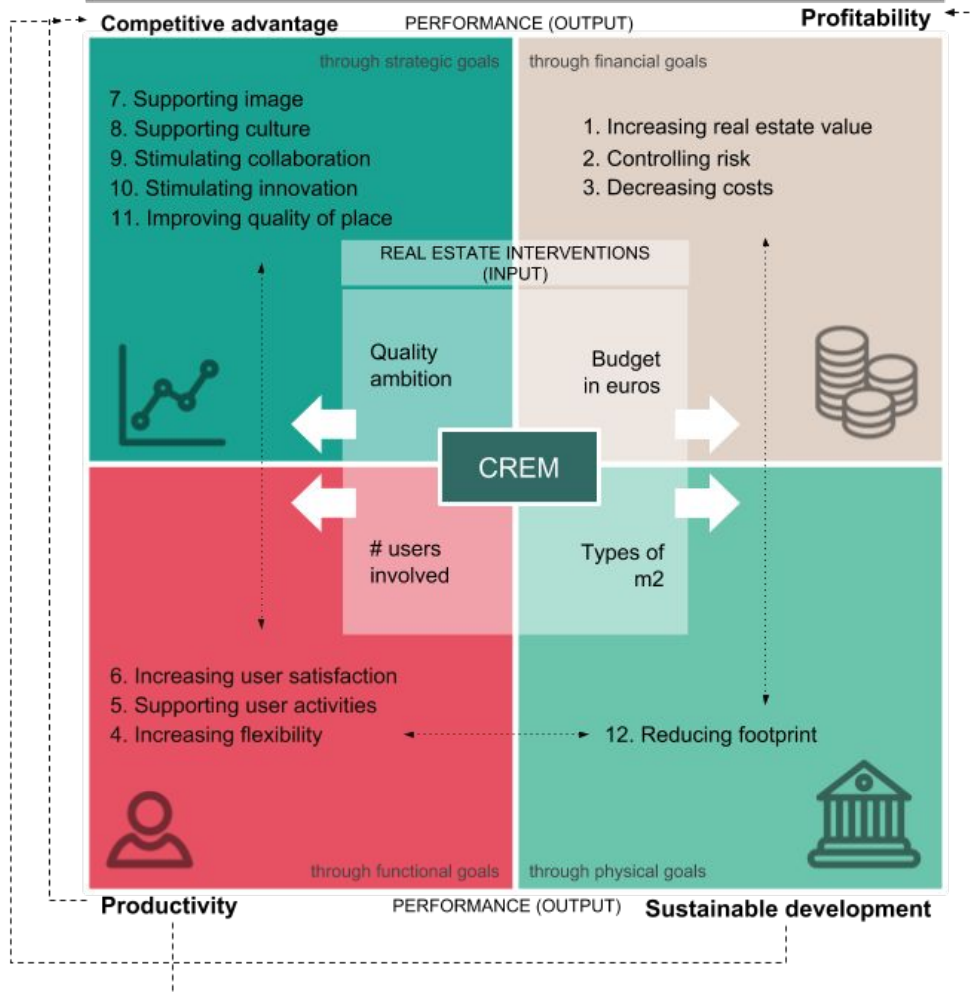 Competitive advantage
PERFORMANCE (OUTPUT)
Profitability
through strategic goals
through financial goals
7. Supporting image
8. Supporting culture
9. Stimulating collaboration
10. Stimulating innovation
11. Improving quality of place
1. Increasing real estate value
2. Controlling risk
3. Decreasing costs
REAL ESTATE INTERVENTIONS
(INPUT)
Quality
ambition
Budget
in euros
CREM
# users
involved
Types of
m2
6. Increasing user satisfaction
5. Supporting user activities
4. Increasing flexibility
12. Reducing footprint
through functional goals
through physical goals
Productivity
PERFORMANCE (OUTPUT)
Sustainable development